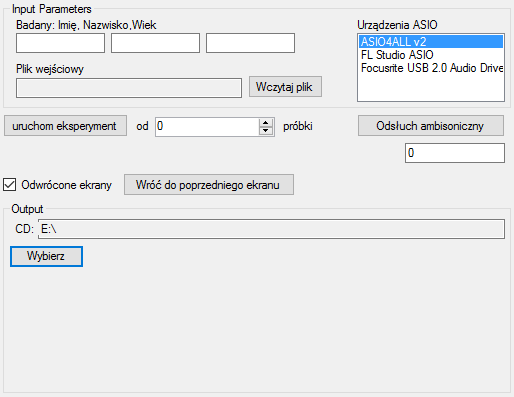 Input Parameters
Badany: Imię, Nazwisko,Wiek
Urządzenia ASIO
ASIO4ALL v2
FL Studio ASIO
Focusrite USB 2.0 Audio Drive
Plik wejściowy
Wczytaj plik
uruchom eksperyment od 0 próbki
Odsłuch ambisoniczny
0
Odwrócone ekrany
Wróć do poprzedniego ekranu
Output
CD: E:\
Wybierz